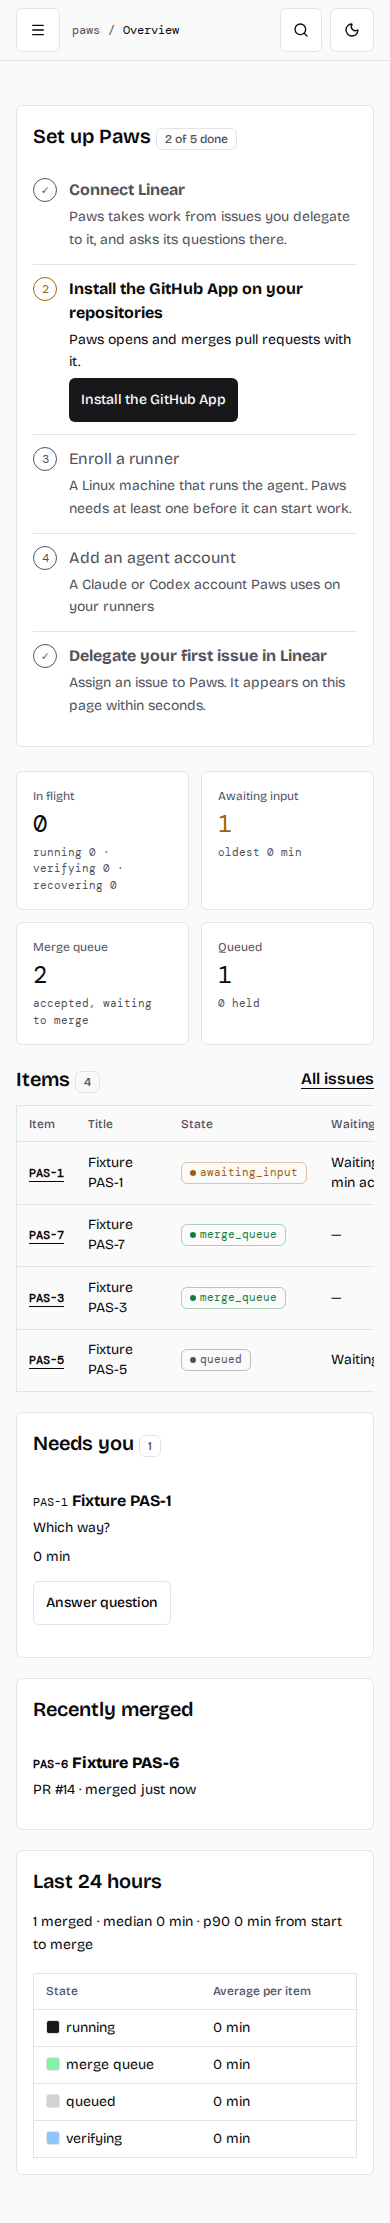 paws / Overview
Set up Paws 2 of 5 done
✓ Connect Linear
Paws takes work from issues you delegate
to it, and asks its questions there.
2 Install the GitHub App on your
repositories
Paws opens and merges pull requests with
it.
Install the GitHub App
3 Enroll a runner
A Linux machine that runs the agent. Paws
needs at least one before it can start work.
4 Add an agent account
A Claude or Codex account Paws uses on
your runners
✓ Delegate your first issue in Linear
Assign an issue to Paws. It appears on this
page within seconds.
In flight
0
running 0 ·
verifying 0 ·
recovering 0
Awaiting input
1
oldest 0 min
Merge queue
2
accepted, waiting
to merge
Queued
1
0 held
Items 4 All issues
Item Title State Waiting
PAS-1 Fixture PAS-1 awaiting_input Waiting min ac
PAS-7 Fixture PAS-7 merge_queue —
PAS-3 Fixture PAS-3 merge_queue —
PAS-5 Fixture PAS-5 queued Waiting
Needs you 1
PAS-1 Fixture PAS-1
Which way?
0 min
Answer question
Recently merged
PAS-6 Fixture PAS-6
PR #14 · merged just now
Last 24 hours
1 merged · median 0 min · p90 0 min from start
to merge
State Average per item
running 0 min
merge queue 0 min
queued 0 min
verifying 0 min